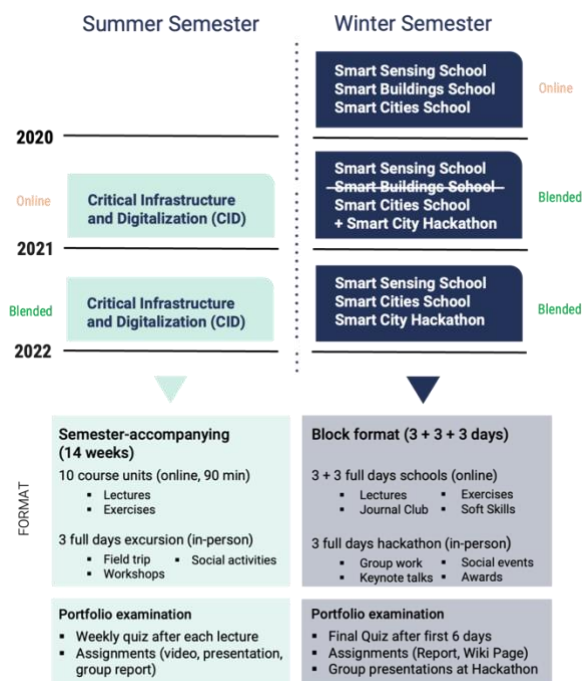 Summer Semester
Winter Semester
Smart Sensing School
Smart Buildings School
Smart Cities School
Online
2020
Online
Critical Infrastructure
and Digitalization (CID)
Smart Sensing School
Smart Buildings School
Smart Cities School
+ Smart City Hackathon
Blended
2021
Blended
Critical Infrastructure
and Digitalization (CID)
Smart Sensing School
Smart Cities School
Smart City Hackathon
Blended
2022
FORMAT
Semester-accompanying
(14 weeks)
10 course units (online, 90 min)
▪ Lectures
▪ Exercises
3 full days excursion (in-person)
▪ Field trip ▪ Social activities
▪ Workshops
Block format (3 + 3 + 3 days)
3 + 3 full days schools (online)
▪ Lectures ▪ Exercises
▪ Journal Club ▪ Soft Skills
3 full days hackathon (in-person)
▪ Group work ▪ Social events
▪ Keynote talks ▪ Awards
Portfolio examination
▪ Weekly quiz after each lecture
▪ Assignments (video, presentation,
group report)
Portfolio examination
▪ Final Quiz after first 6 days
▪ Assignments (Report, Wiki Page)
▪ Group presentations at Hackathon